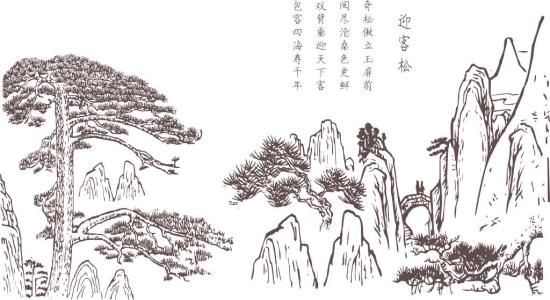 迎客松
奇松傲立玉屏前
阅尽沧桑色更鲜
双臂垂迎天下客
包容四海寿千年